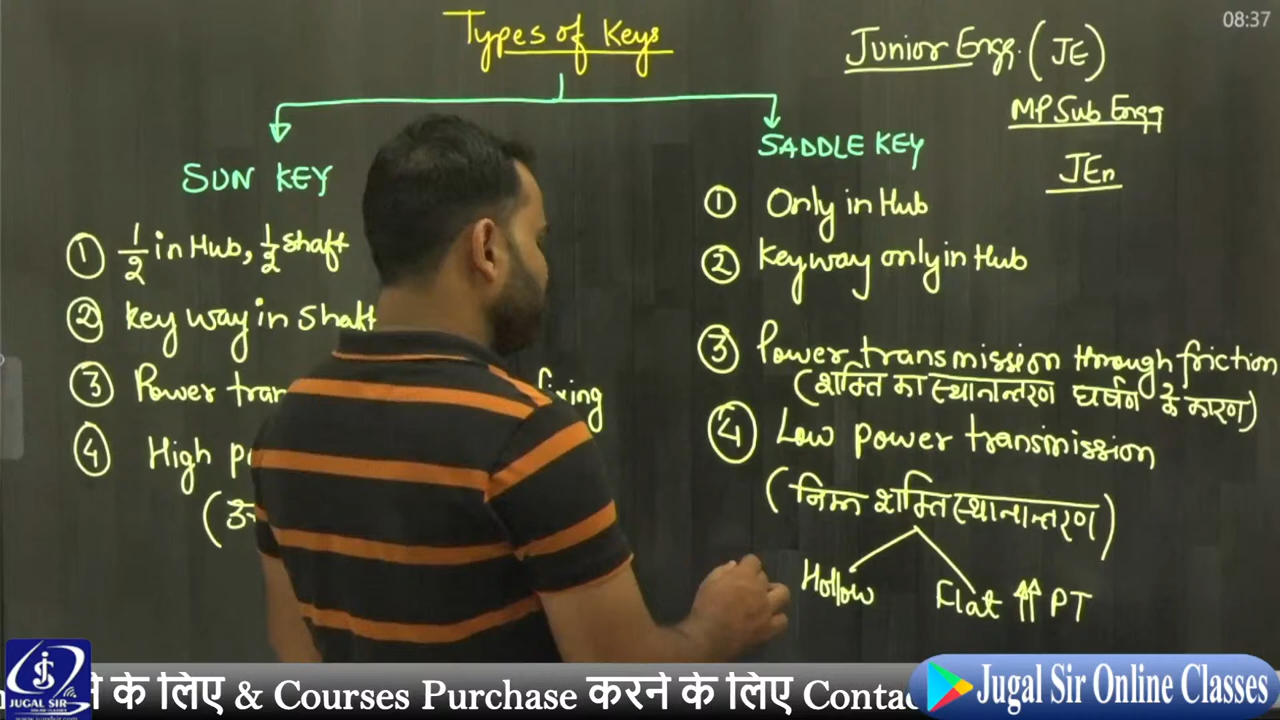 08:37
Types of Keys
Junior Engg. (JE)
MP Sub Engg
JEn
SUN KEY
① 1/2 in Hub, 1/2 shaft
② Key way in Shaft
③ Power tran
④ High p
SADDLE KEY
① Only in Hub
② Keyway only in Hub
③ Power transmission through friction
(शक्ति का स्थानान्तरण घर्षण के कारण)
④ Low power transmission
(निम्न शक्ति स्थानान्तरण)
Hollow
Flat ⇈ PT
के लिए & Courses Purchase करने के लिए Conta
Jugal Sir Online Classes
JUGAL SIR